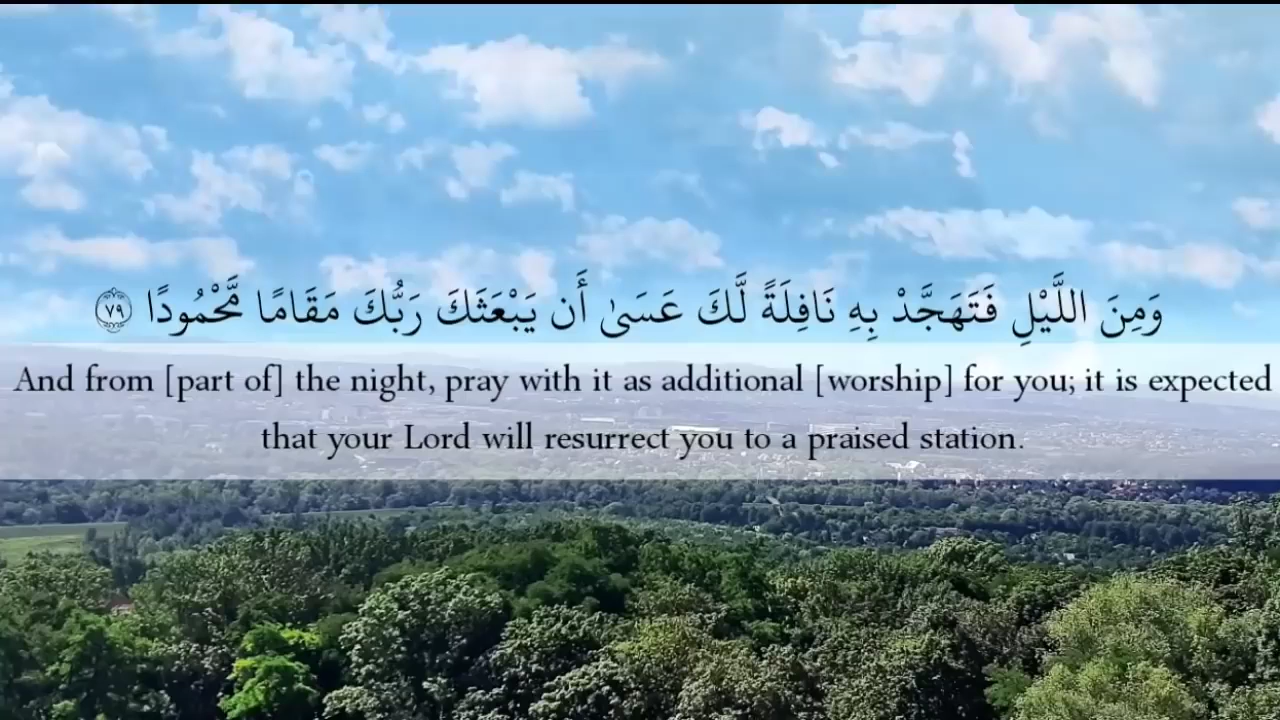 وَمِنَ اللَّيْلِ فَتَهَجَّدْ بِهِ نَافِلَةً لَّكَ عَسَىٰ أَن يَبْعَثَكَ رَبُّكَ مَقَامًا مَّحْمُودًا ﴿٧٩﴾
And from [part of] the night, pray with it as additional [worship] for you; it is expected
that your Lord will resurrect you to a praised station.